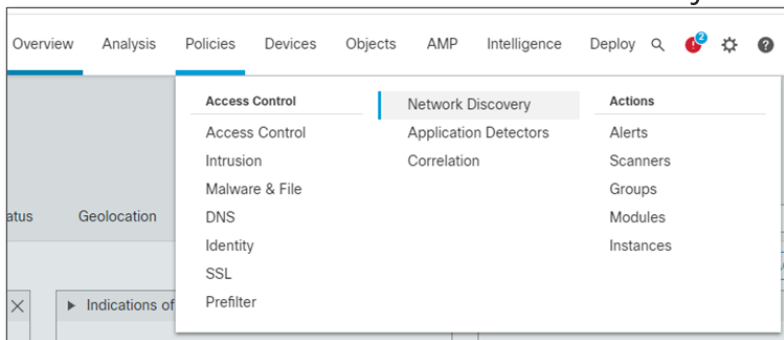 Overview Analysis Policies Devices Objects AMP Intelligence Deploy 2
Access Control
Access Control
Intrusion
Malware & File
DNS
Identity
SSL
Prefilter
Network Discovery
Application Detectors
Correlation
Actions
Alerts
Scanners
Groups
Modules
Instances
atus Geolocation
Indications of